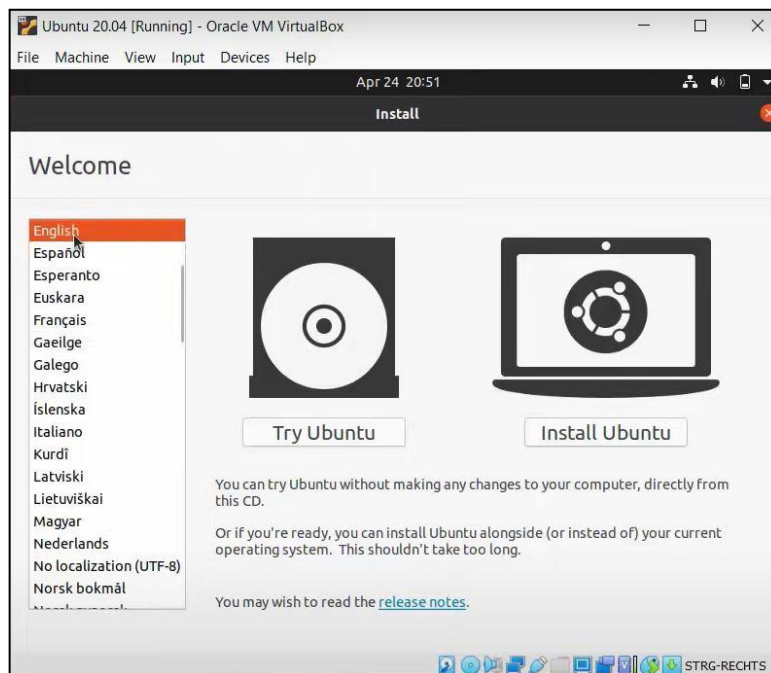 Ubuntu 20.04 [Running] - Oracle VM VirtualBox
File Machine View Input Devices Help
Apr 24 20:51
Install
Welcome
English
Español
Esperanto
Euskara
Français
Gaeilge
Galego
Hrvatski
Íslenska
Italiano
Kurdî
Latviski
Lietuviškai
Magyar
Nederlands
No localization (UTF-8)
Norsk bokmål
Try Ubuntu
Install Ubuntu
You can try Ubuntu without making any changes to your computer, directly from
this CD.
Or if you're ready, you can install Ubuntu alongside (or instead of) your current
operating system. This shouldn't take too long.
You may wish to read the release notes.
STRG-RECHTS